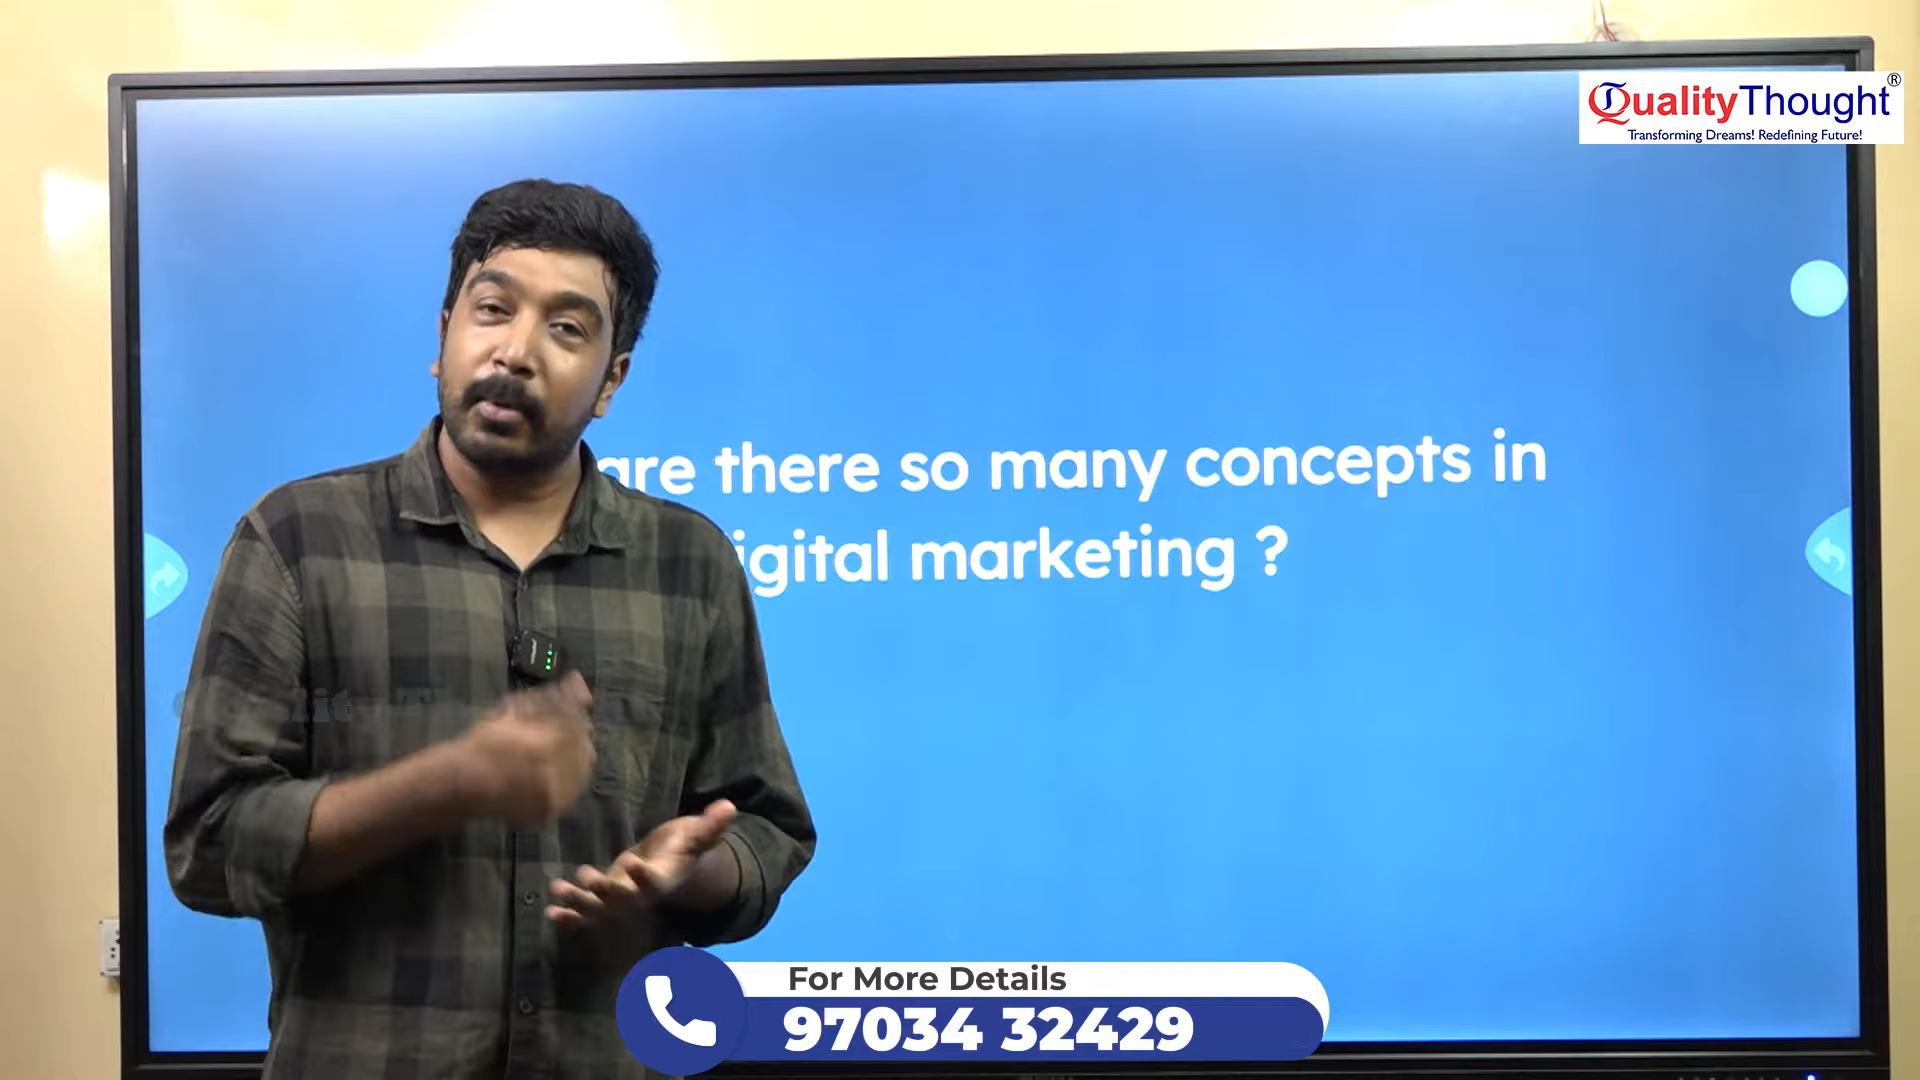 QualityThought®
Transforming Dreams! Redefining Future!
are there so many concepts in
igital marketing ?
For More Details
97034 32429